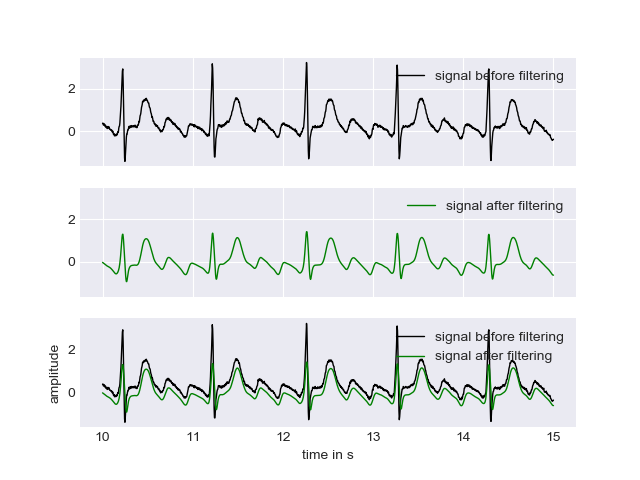 signal before filtering
2
0
signal after filtering
2
0
signal before filtering
signal after filtering
2
0
amplitude
10 11 12 13 14 15
time in s